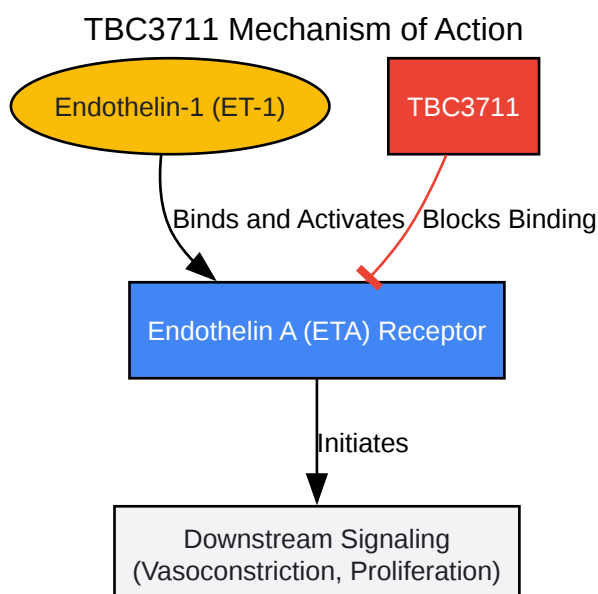 TBC3711 Mechanism of Action
Endothelin-1 (ET-1)
TBC3711
Binds and Activates
Blocks Binding
Endothelin A (ETA) Receptor
Initiates
Downstream Signaling
(Vasoconstriction, Proliferation)